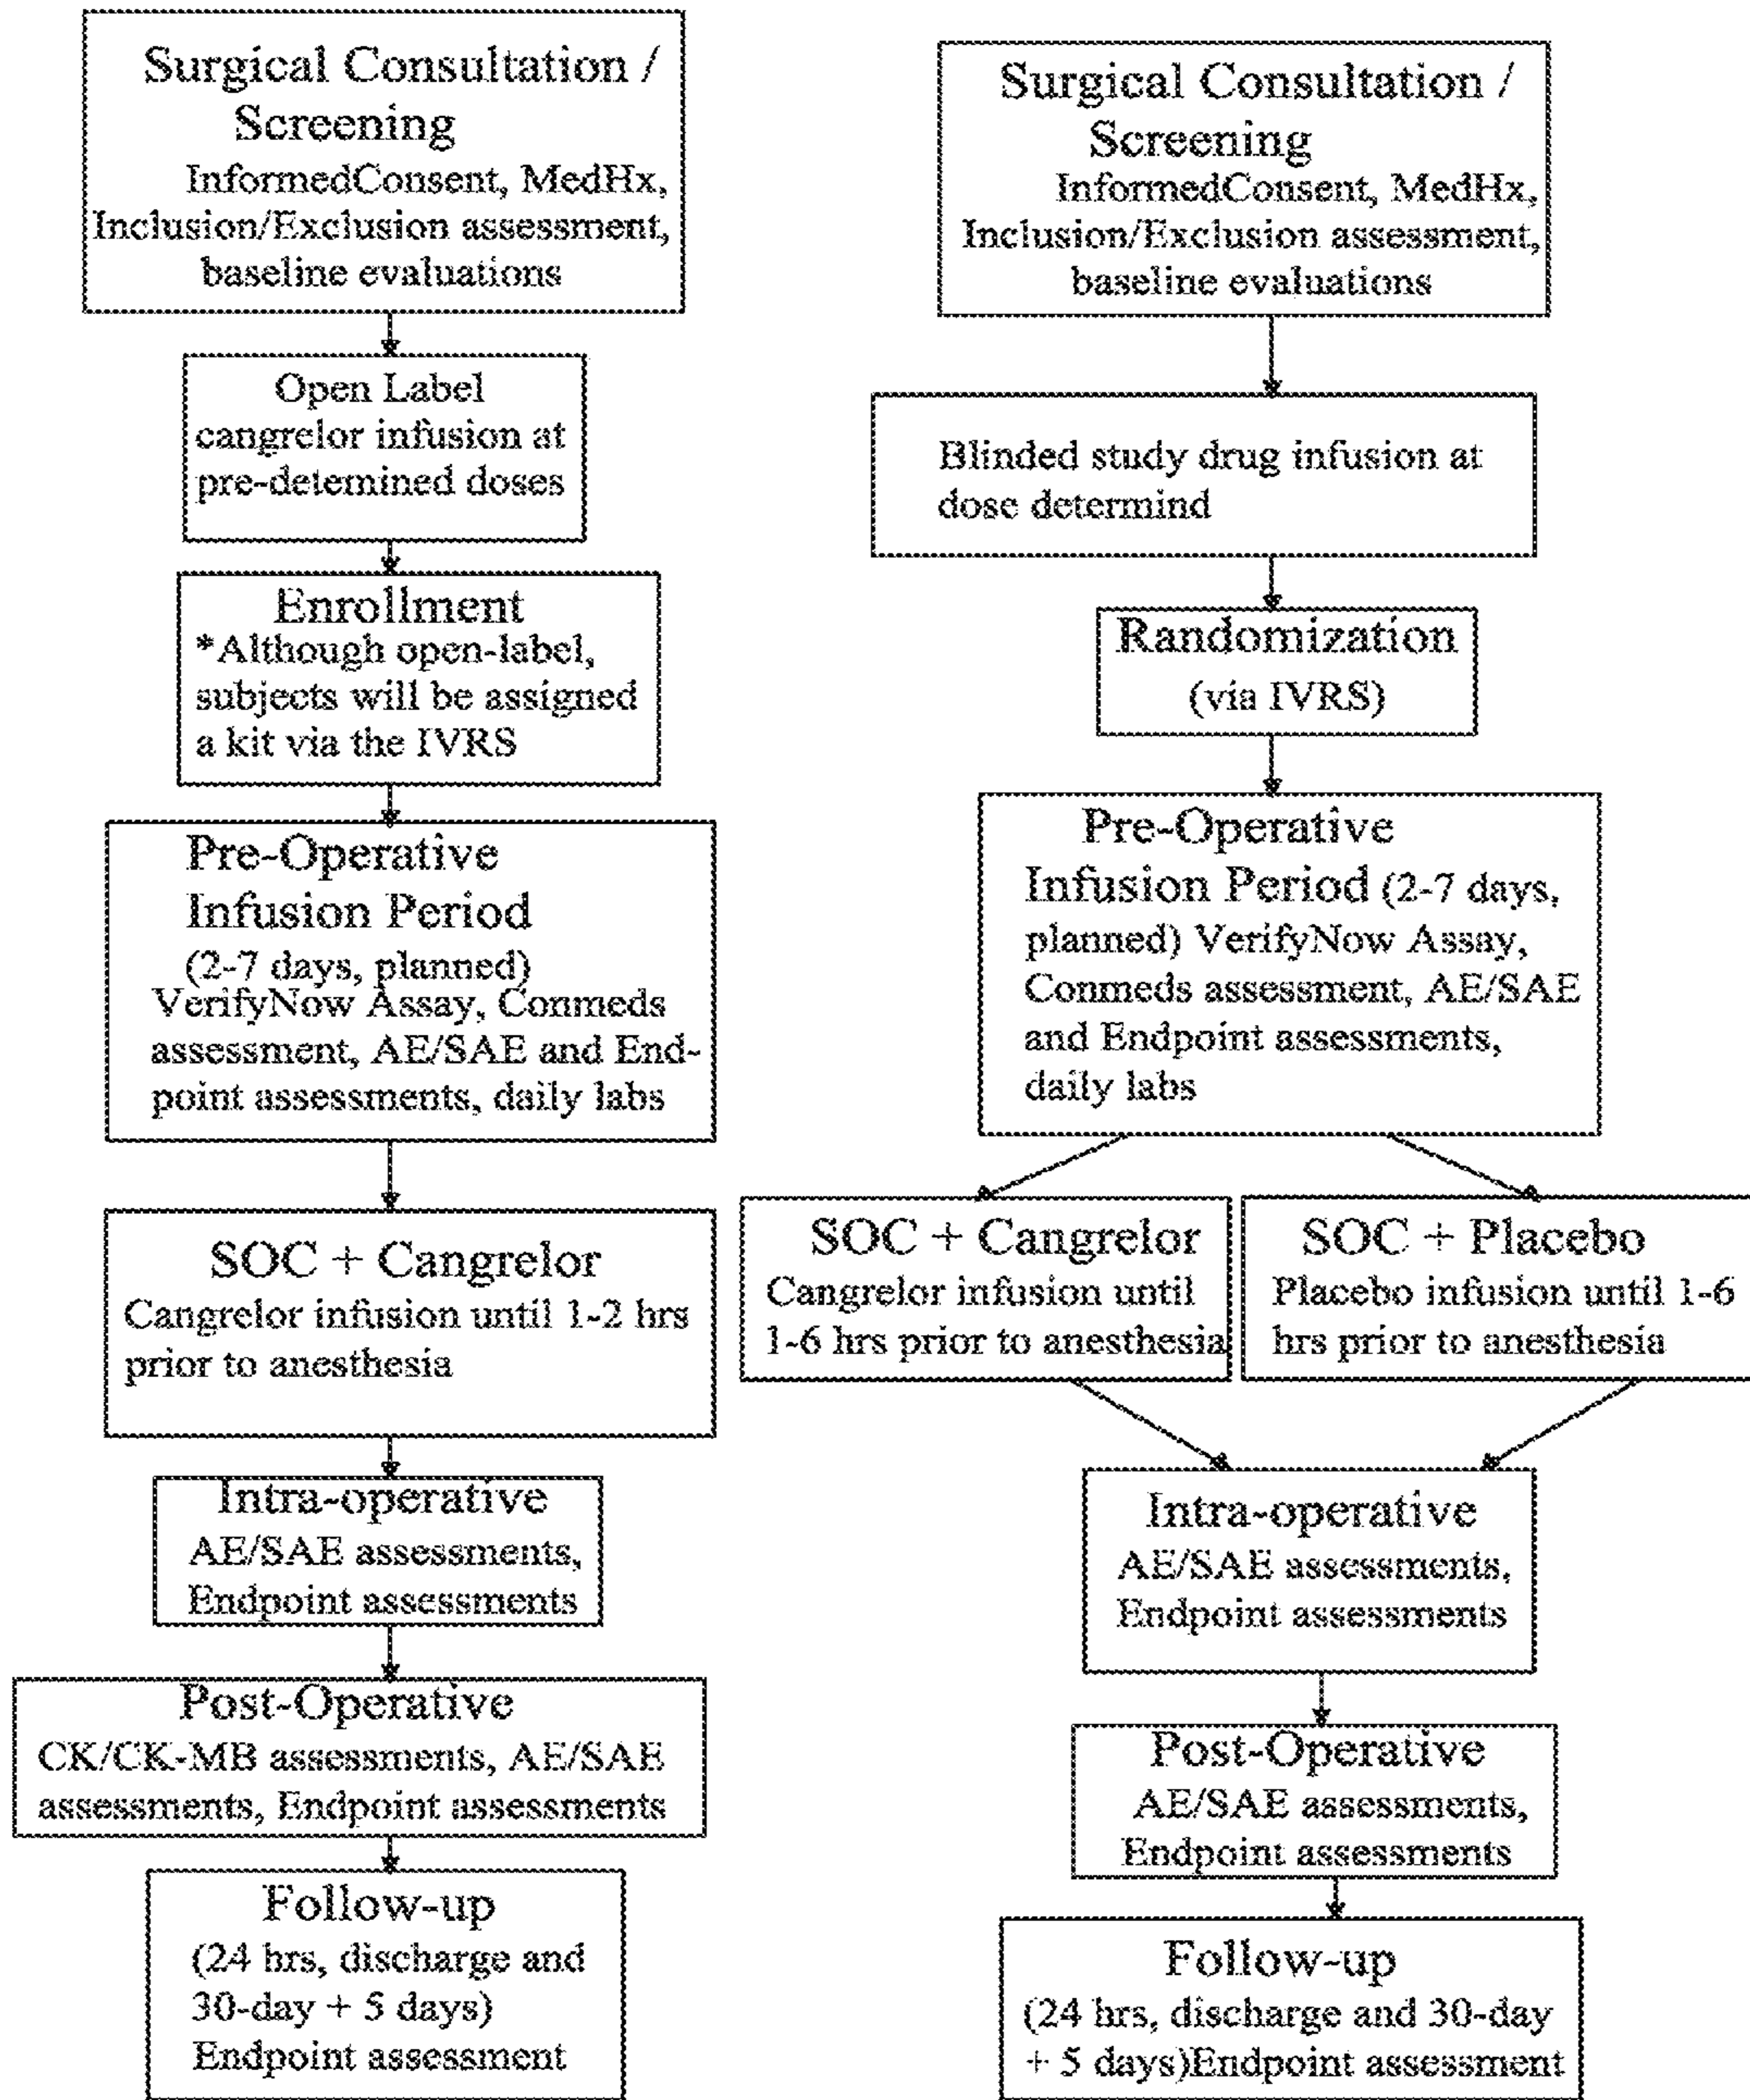 Surgical Consultation /
Screening
InformedConsent, MedHx,
Inclusion/Exclusion assessment,
baseline evaluations
Open Label
cangrelor infusion at
pre-detemined doses
Enrollment
*Although open-label,
subjects will be assigned
a kit via the IVRS
Pre-Operative
Infusion Period
(2-7 days, planned)
VerifyNow Assay, Conmeds
assessment, AE/SAE and End-
point assessments, daily labs
SOC + Cangrelor
Cangrelor infusion until 1-2 hrs
prior to anesthesia
Intra-operative
AE/SAE assessments,
Endpoint assessments
Post-Operative
CK/CK-MB assessments, AE/SAE
assessments, Endpoint assessments
Follow-up
(24 hrs, discharge and
30-day + 5 days)
Endpoint assessment
Surgical Consultation /
Screening
InformedConsent, MedHx,
Inclusion/Exclusion assessment,
baseline evaluations
Blinded study drug infusion at
dose determind
Randomization
(via IVRS)
Pre-Operative
Infusion Period (2-7 days,
planned) VerifyNow Assay,
Conmeds assessment, AE/SAE
and Endpoint assessments,
daily labs
SOC + Cangrelor
Cangrelor infusion until
1-6 hrs prior to anesthesia
SOC + Placebo
Placebo infusion until 1-6
hrs prior to anesthesia
Intra-operative
AE/SAE assessments,
Endpoint assessments
Post-Operative
AE/SAE assessments,
Endpoint assessments
Follow-up
(24 hrs, discharge and 30-day
+ 5 days)Endpoint assessment